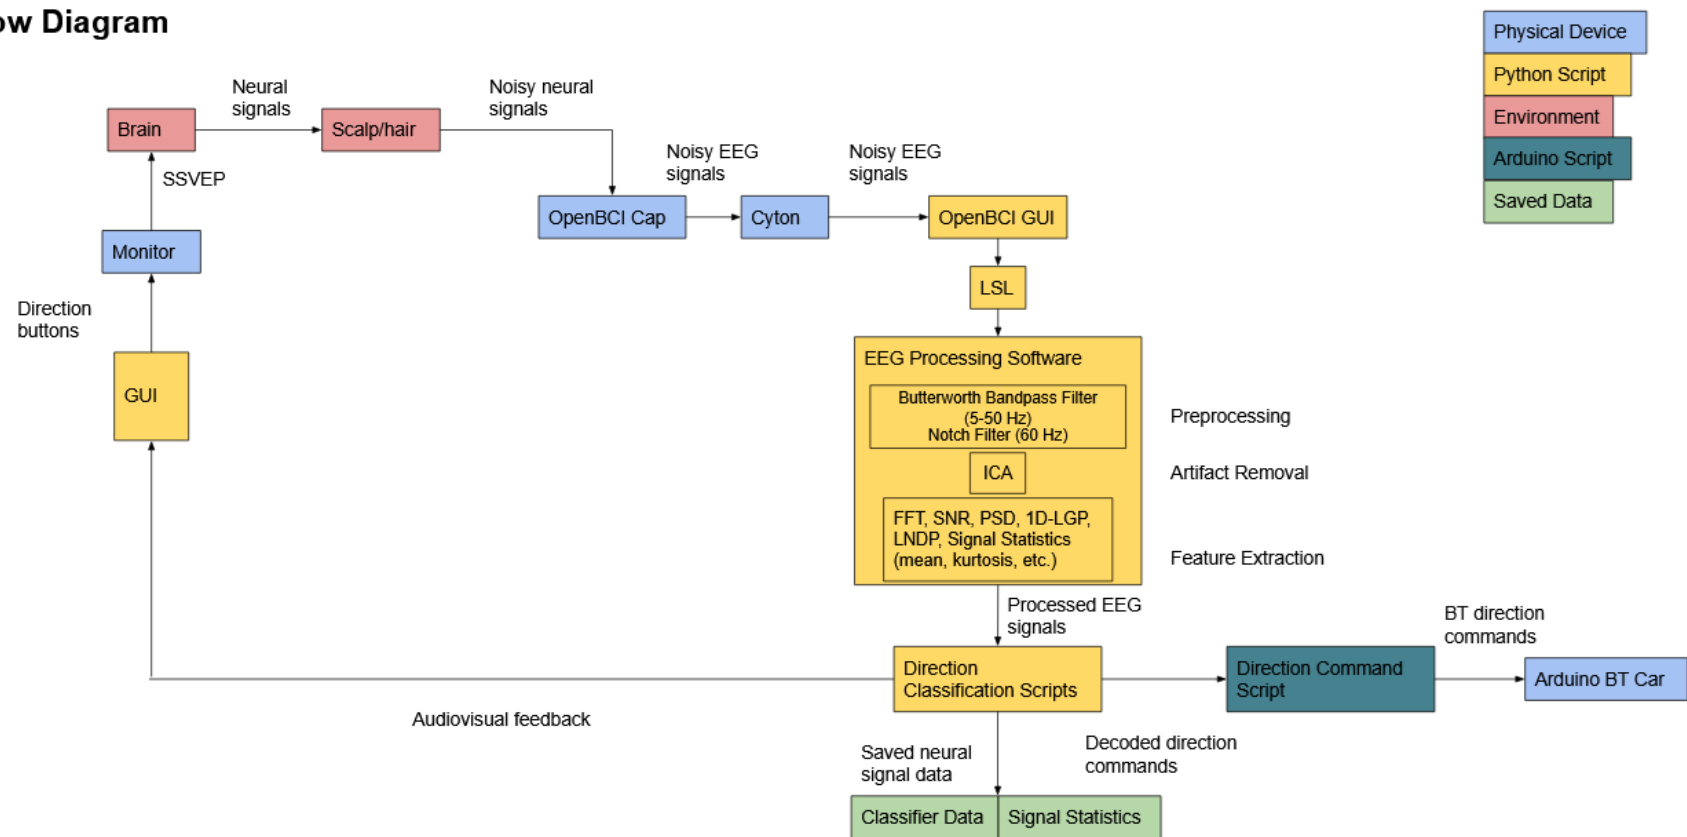 ow Diagram
Physical Device
Python Script
Environment
Arduino Script
Saved Data
Neural
signals
Noisy neural
signals
Brain
Scalp/hair
SSVEP
Noisy EEG
signals
Noisy EEG
signals
OpenBCI Cap
Cyton
OpenBCI GUI
Monitor
LSL
Direction
buttons
GUI
EEG Processing Software
Butterworth Bandpass Filter
(5-50 Hz)
Notch Filter (60 Hz)
Preprocessing
ICA
Artifact Removal
FFT, SNR, PSD, 1D-LGP,
LNDP, Signal Statistics
(mean, kurtosis, etc.)
Feature Extraction
Processed EEG
signals
BT direction
commands
Direction
Classification Scripts
Direction Command
Script
Arduino BT Car
Audiovisual feedback
Saved neural
signal data
Decoded direction
commands
Classifier Data
Signal Statistics